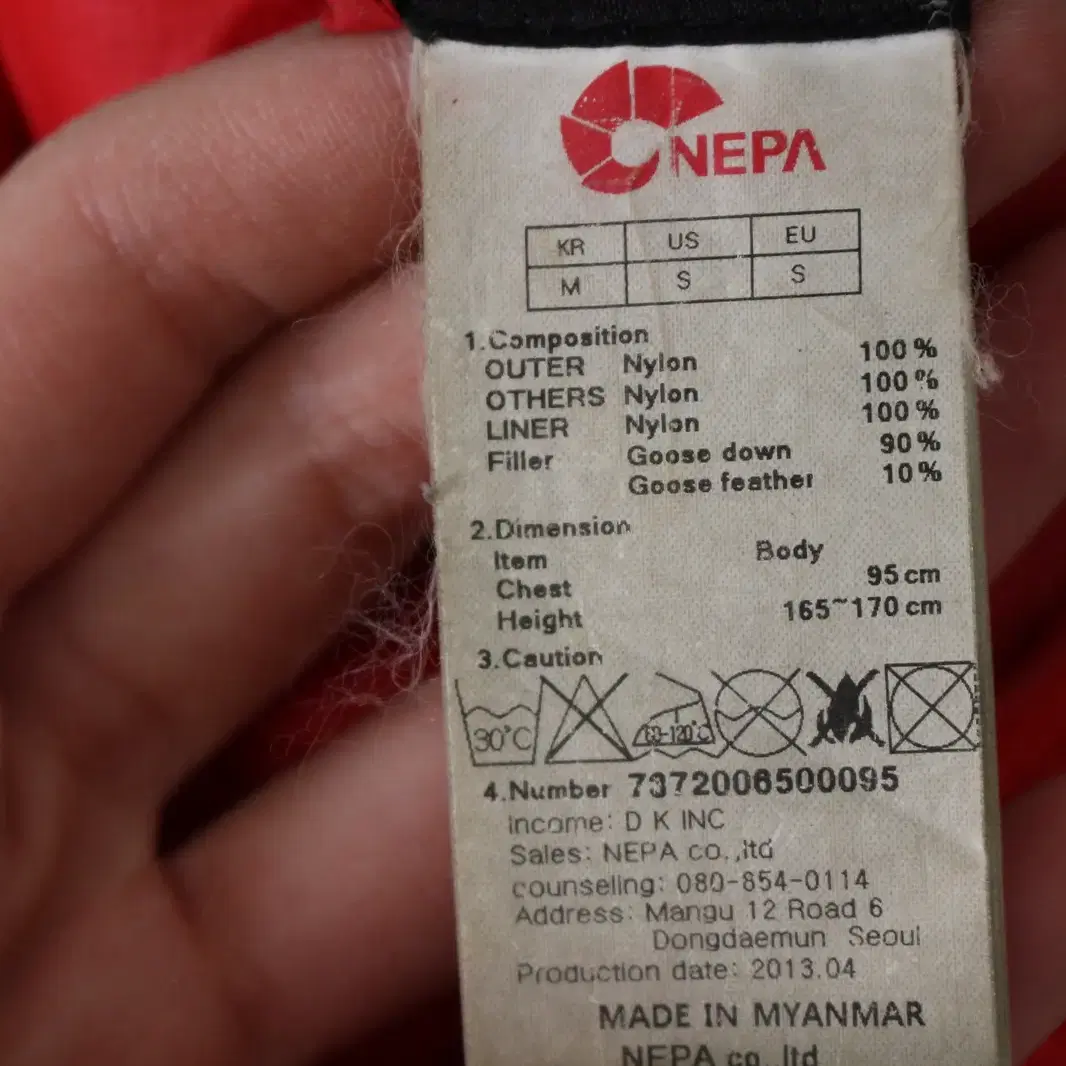 NEPA
KR US EU
M S S
1.Composition
OUTER Nylon 100%
OTHERS Nylon 100%
LINER Nylon 100%
Filler Goose down 90%
Goose feather 10%
2.Dimension
Item Body
Chest 95cm
Height 165~170cm
3.Caution
30°C 80-120°C
4.Number 7372006500095
Income: D K INC
Sales: NEPA co.,ltd
counseling: 080-854-0114
Address: Mangu 12 Road 6
Dongdaemun Seoul
Production date: 2013.04
MADE IN MYANMAR
NEPA co. ltd